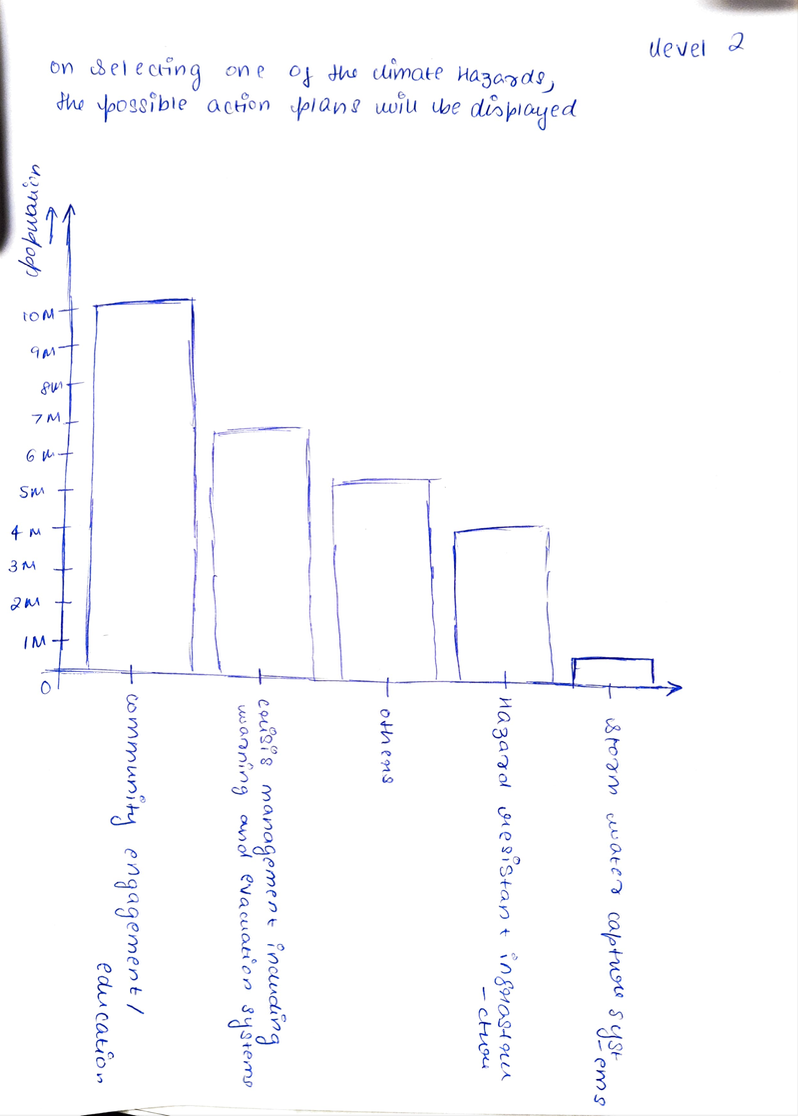 Level 2
on selecting one of the climate Hazards,
the possible action plans will be displayed
population
10M
9M
8M
7M
6M
5M
4M
3M
2M
1M
0
community engagement/
education
crisis management including
warning and evacuation systems
others
Hazard resistant infrastru
-cture
storm water capture syst
-ems